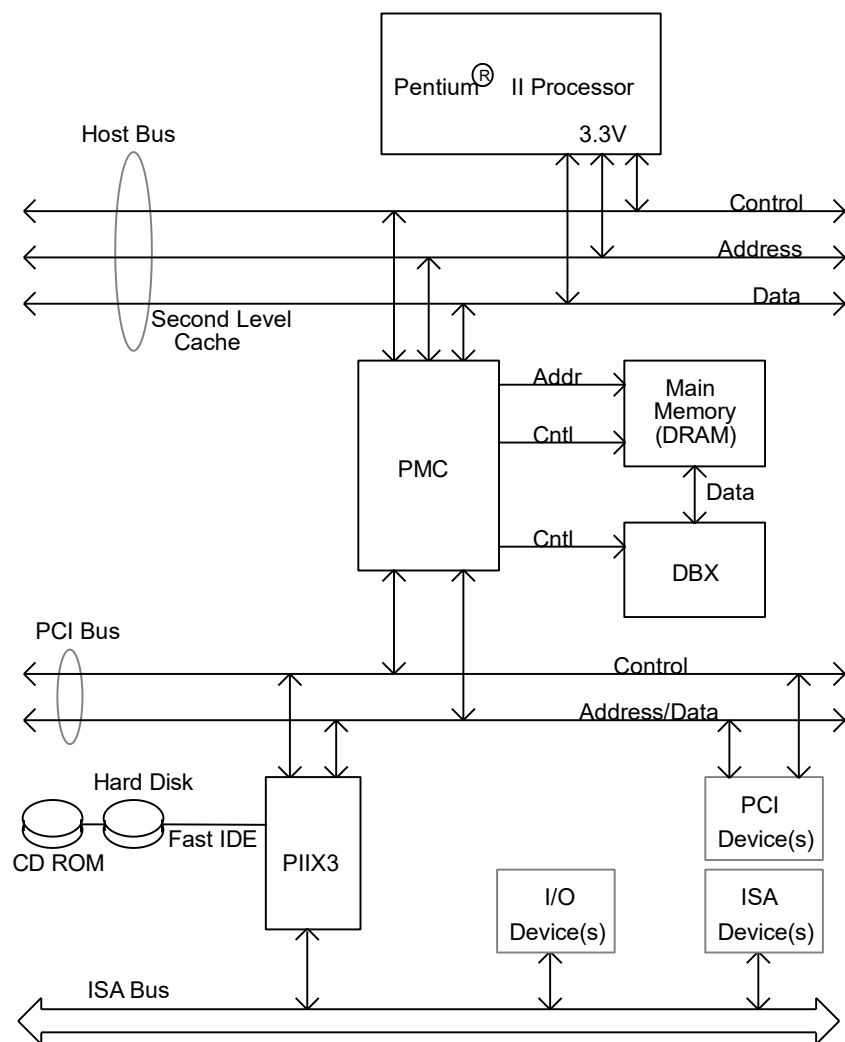 Pentium® II Processor
3.3V
Host Bus
Control
Address
Data
Second Level
Cache
Addr
Main
Memory
(DRAM)
Cntl
PMC
Data
Cntl
DBX
PCI Bus
Control
Address/Data
Hard Disk
PCI
Device(s)
Fast IDE
CD ROM
PIIX3
I/O
Device(s)
ISA
Device(s)
ISA Bus